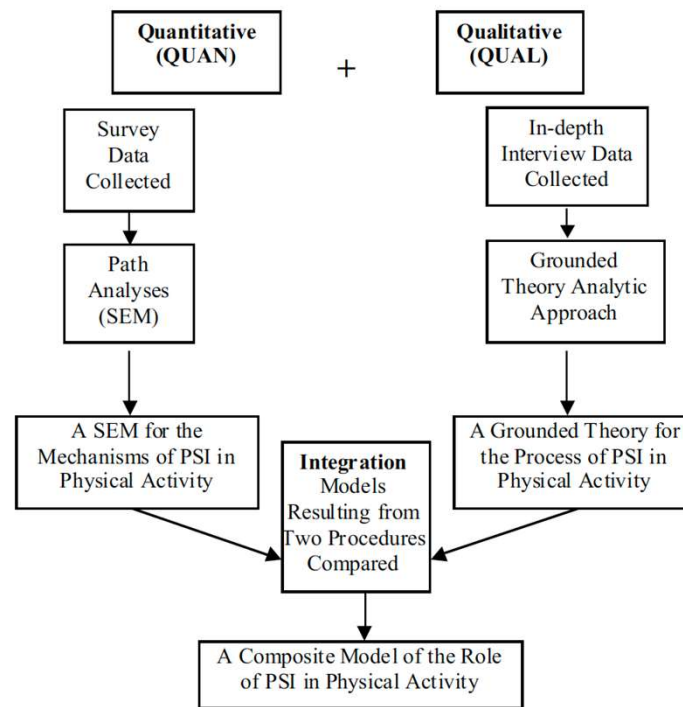 Quantitative
(QUAN)
+
Qualitative
(QUAL)
Survey
Data
Collected
In-depth
Interview Data
Collected
Path
Analyses
(SEM)
Grounded
Theory Analytic
Approach
A SEM for the
Mechanisms of PSI in
Physical Activity
Integration
Models
Resulting from
Two Procedures
Compared
A Grounded Theory for
the Process of PSI in
Physical Activity
A Composite Model of the Role
of PSI in Physical Activity